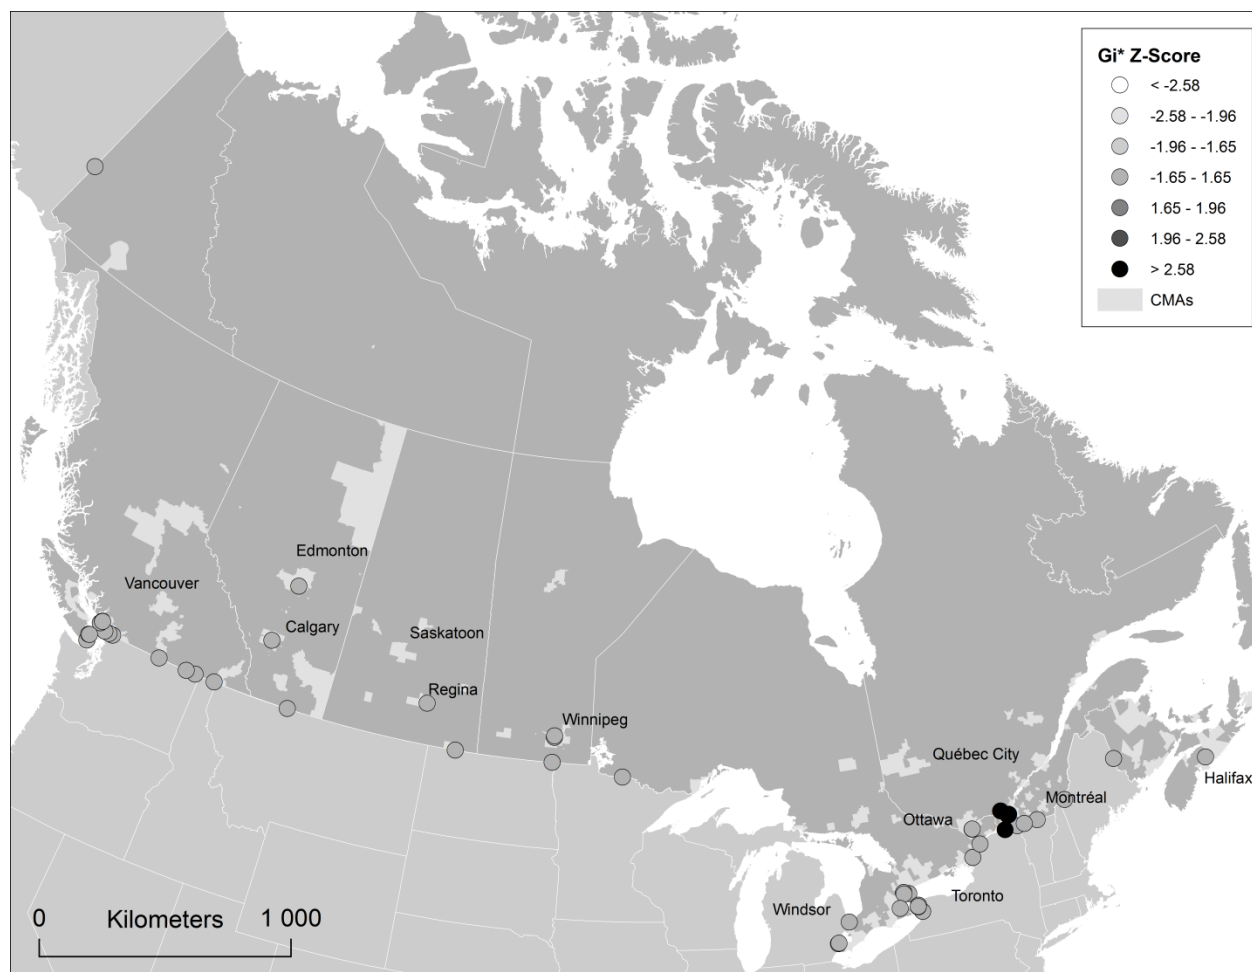 Gi* Z-Score
< -2.58
-2.58 - -1.96
-1.96 - -1.65
-1.65 - 1.65
1.65 - 1.96
1.96 - 2.58
> 2.58
CMAs
Edmonton
Vancouver
Calgary
Saskatoon
Regina
Winnipeg
Québec City
Halifax
Montréal
Ottawa
Toronto
Windsor
0 Kilometers 1 000